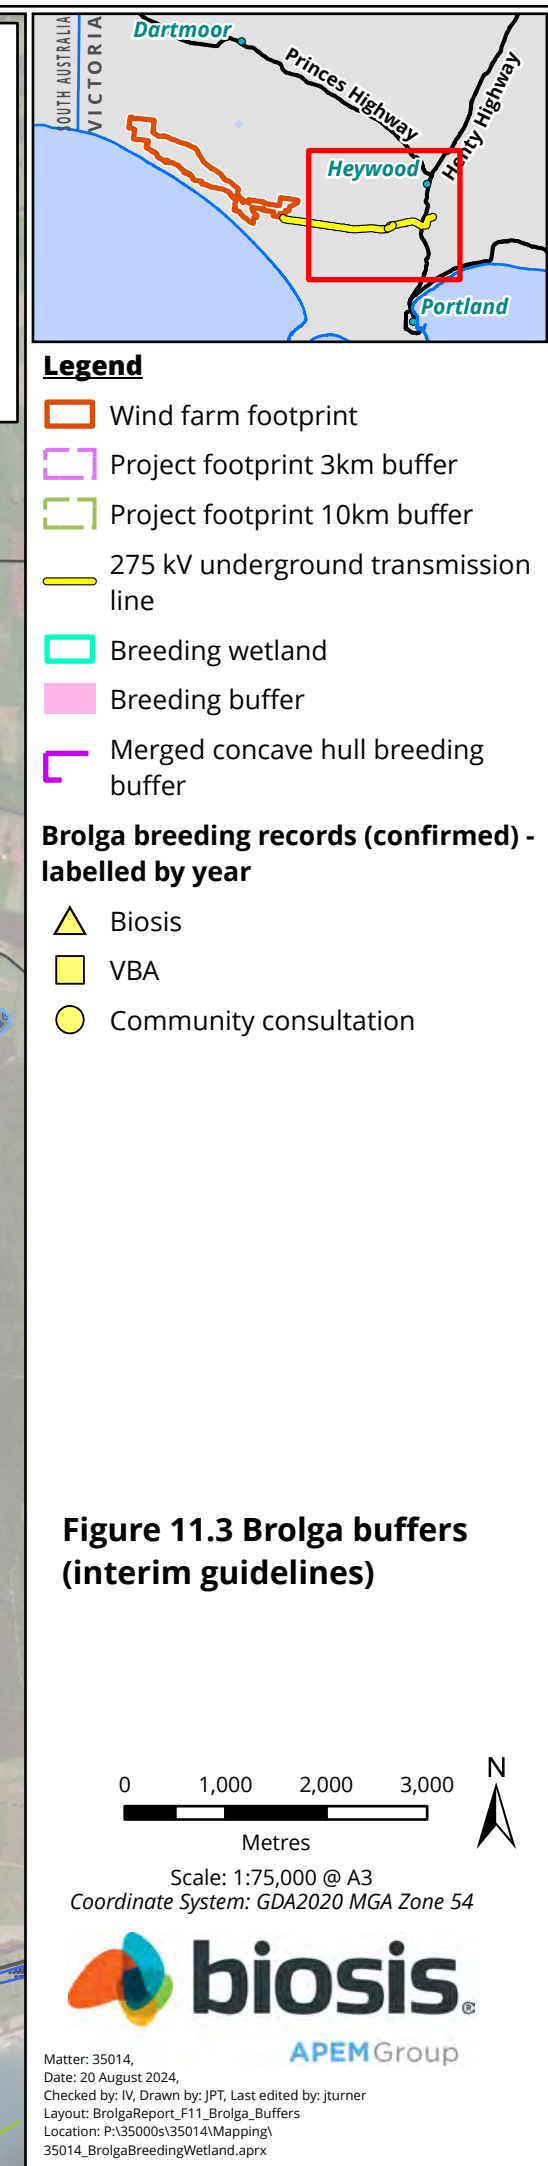 Dartmoor
SOUTH AUSTRALIA
VICTORIA
Princes Highway
Henty Highway
Heywood
Portland
Legend
Wind farm footprint
Project footprint 3km buffer
Project footprint 10km buffer
275 kV underground transmission
line
Breeding wetland
Breeding buffer
Merged concave hull breeding
buffer
Brolga breeding records (confirmed) -
labelled by year
Biosis
VBA
Community consultation
Figure 11.3 Brolga buffers
(interim guidelines)
N
0 1,000 2,000 3,000
Metres
Scale: 1:75,000 @ A3
Coordinate System: GDA2020 MGA Zone 54
biosis®
APEM Group
Matter: 35014,
Date: 20 August 2024,
Checked by: IV, Drawn by: JPT, Last edited by: jturner
Layout: BrolgaReport_F11_Brolga_Buffers
Location: P:\35000s\35014\Mapping\
35014_BrolgaBreedingWetland.aprx